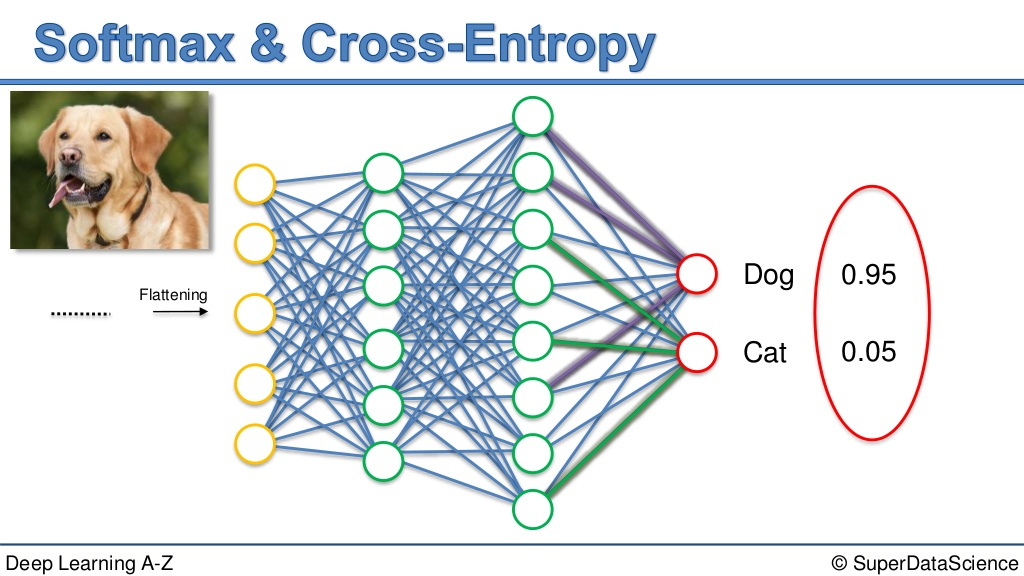 Softmax & Cross-Entropy
Flattening
Dog 0.95
Cat 0.05
Deep Learning A-Z
© SuperDataScience